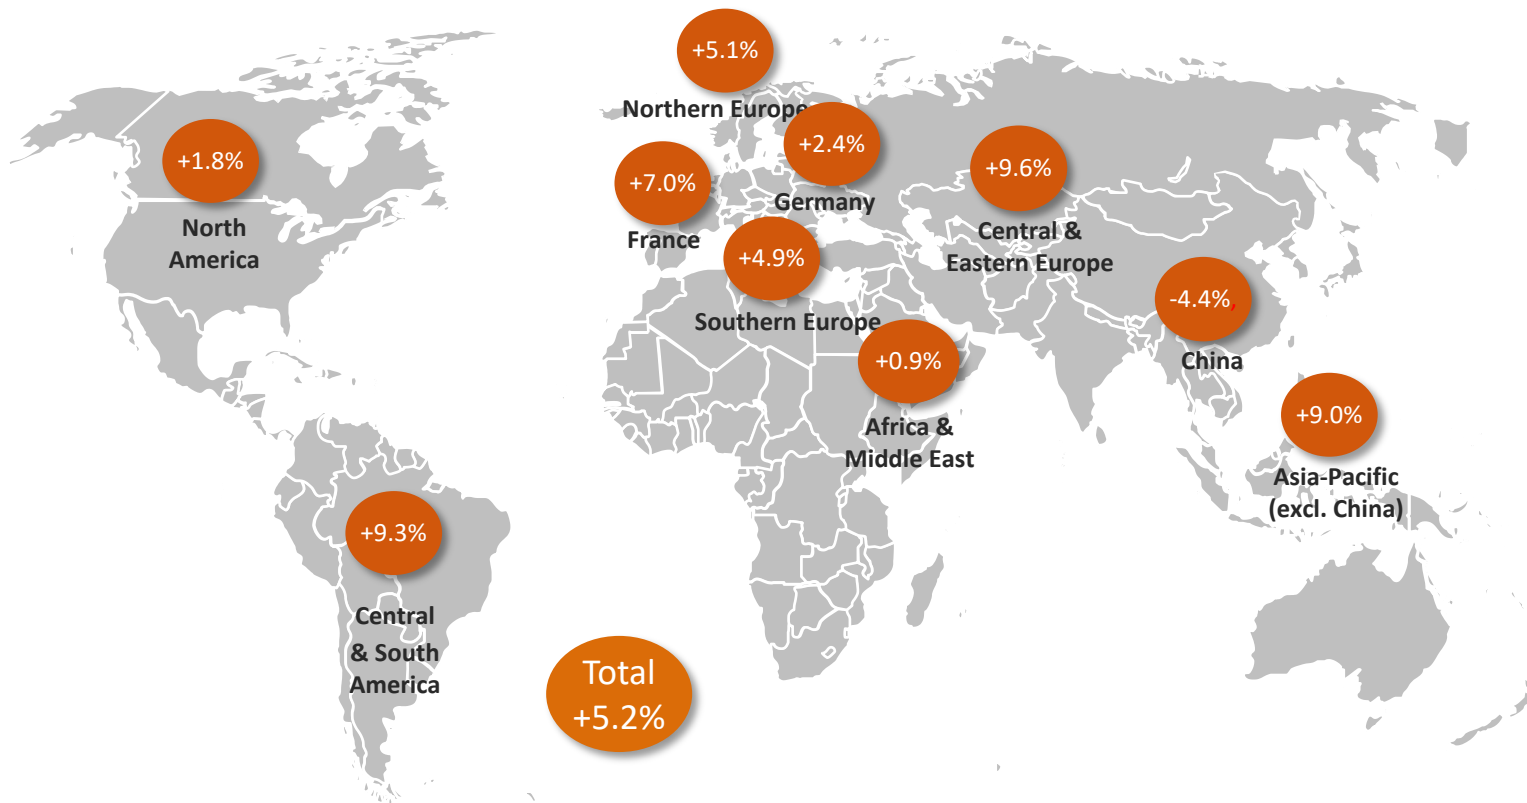 +5.1%
Northern Europe
+1.8%
North
America
+7.0%
France
+2.4%
Germany
+9.6%
Central &
Eastern Europe
+4.9%
Southern Europe
-4.4%,
China
+0.9%
Africa &
Middle East
+9.0%
Asia-Pacific
(excl. China)
+9.3%
Central
& South
America
Total
+5.2%